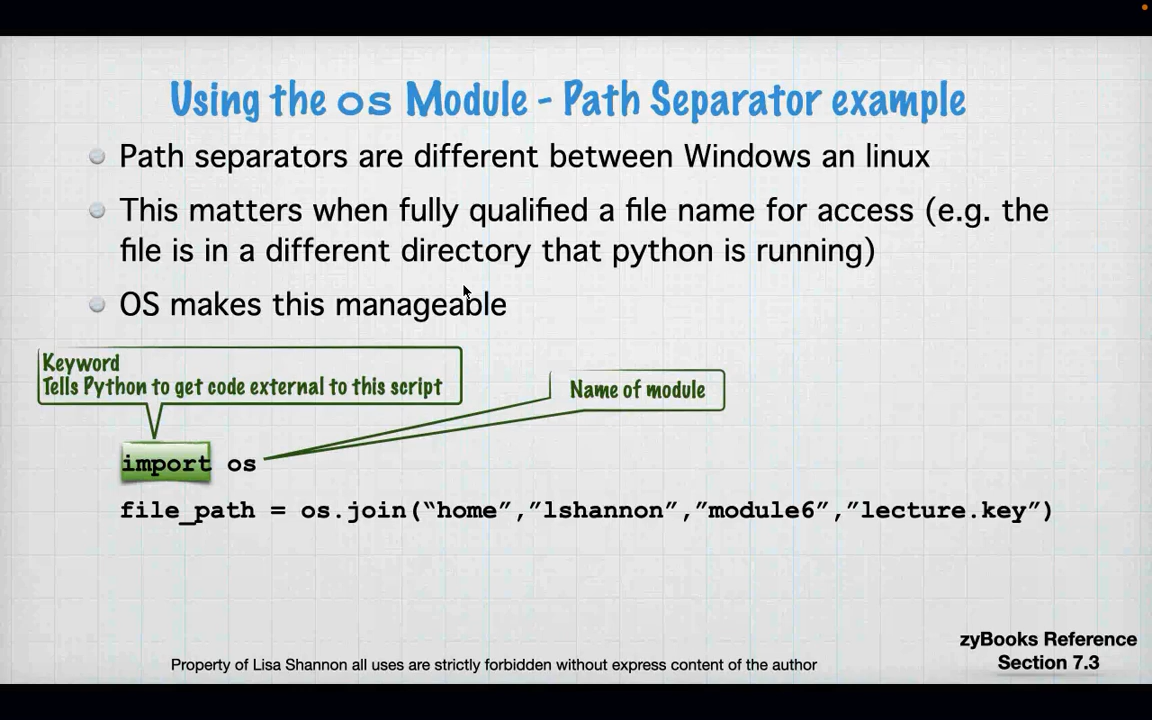 Using the os Module - Path Separator example
Path separators are different between Windows an linux
This matters when fully qualified a file name for access (e.g. the
file is in a different directory that python is running)
OS makes this manageable
Keyword
Tells Python to get code external to this script
Name of module
import os
file_path = os.join(“home”,”lshannon”,”module6”,”lecture.key”)
zyBooks Reference
Section 7.3
Property of Lisa Shannon all uses are strictly forbidden without express content of the author